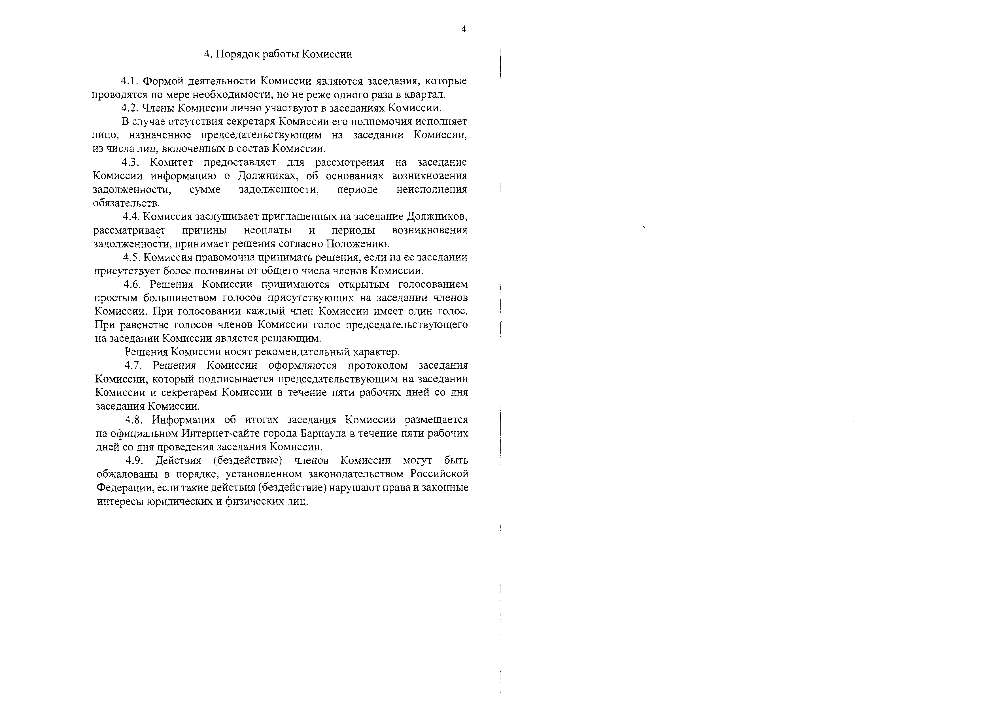 4
4. Порядок работы Комиссии
4.1. Формой деятельности Комиссии являются заседания, которые
проводятся по мере необходимости, но не реже одного раза в квартал.
4.2. Члены Комиссии лично участвуют в заседаниях Комиссии.
В случае отсутствия секретаря Комиссии его полномочия исполняет
лицо, назначенное председательствующим на заседании Комиссии,
из числа лиц, включенных в состав Комиссии.
4.3. Комитет предоставляет для рассмотрения на заседание
Комиссии информацию о Должниках, об основаниях возникновения
задолженности, сумме задолженности, периоде неисполнения
обязательств.
4.4. Комиссия заслушивает приглашенных на заседание Должников,
рассматривает причины неоплаты и периоды возникновения
задолженности, принимает решения согласно Положению.
4.5. Комиссия правомочна принимать решения, если на ее заседании
присутствует более половины от общего числа членов Комиссии.
4.6. Решения Комиссии принимаются открытым голосованием
простым большинством голосов присутствующих на заседании членов
Комиссии. При голосовании каждый член Комиссии имеет один голос.
При равенстве голосов членов Комиссии голос председательствующего
на заседании Комиссии является решающим.
Решения Комиссии носят рекомендательный характер.
4.7. Решения Комиссии оформляются протоколом заседания
Комиссии, который подписывается председательствующим на заседании
Комиссии и секретарем Комиссии в течение пяти рабочих дней со дня
заседания Комиссии.
4.8. Информация об итогах заседания Комиссии размещается
на официальном Интернет-сайте города Барнаула в течение пяти рабочих
дней со дня проведения заседания Комиссии.
4.9. Действия (бездействие) членов Комиссии могут быть
обжалованы в порядке, установленном законодательством Российской
Федерации, если такие действия (бездействие) нарушают права и законные
интересы юридических и физических лиц.